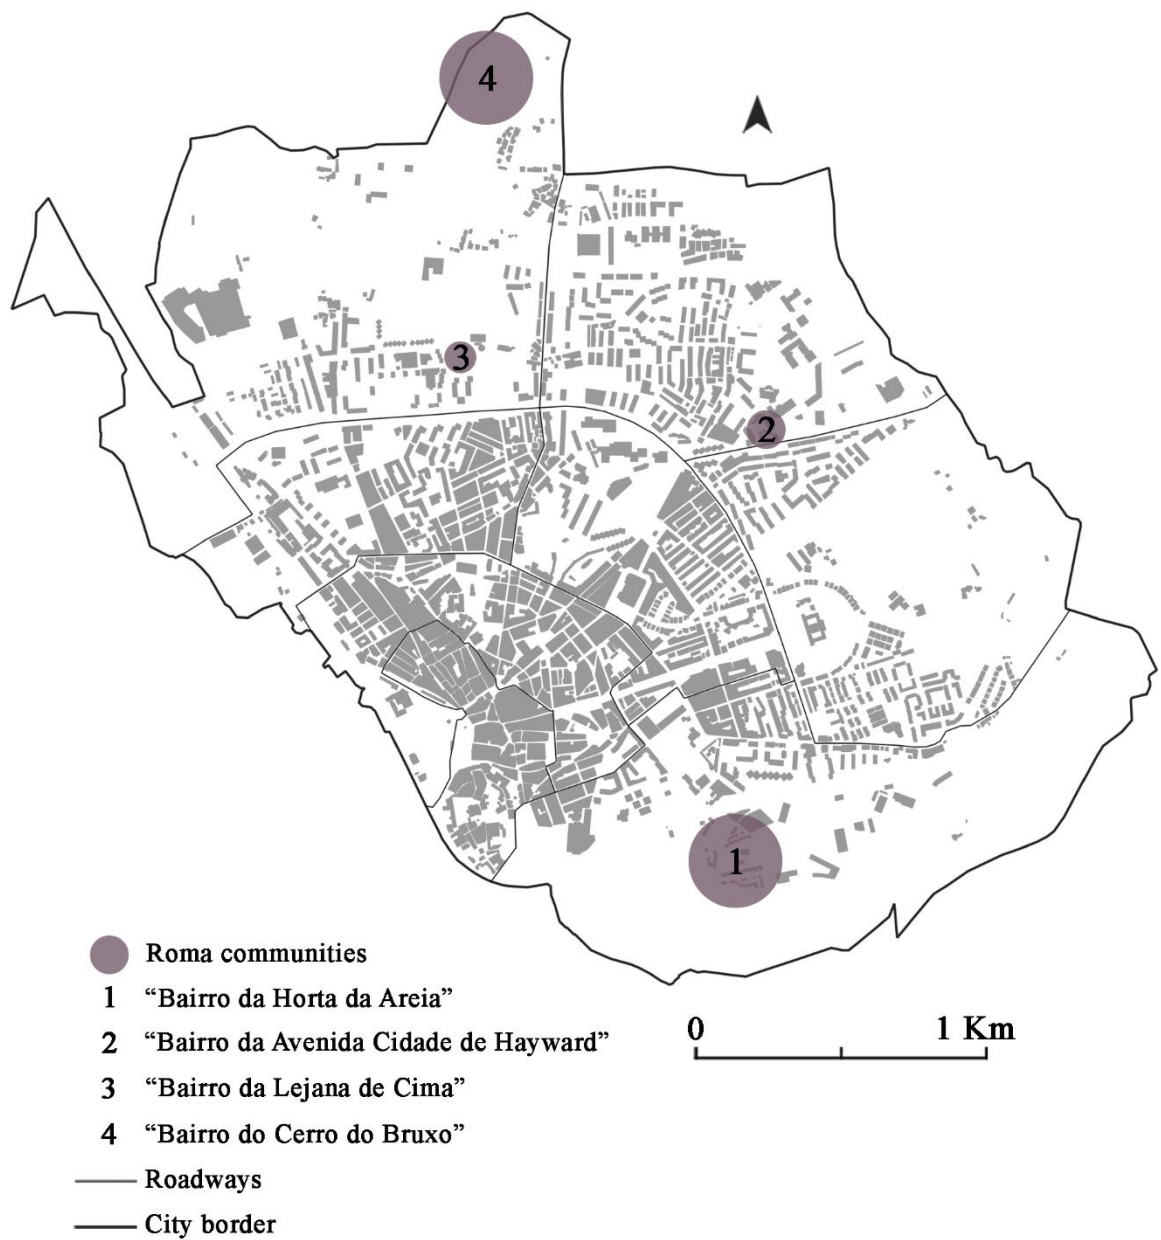 4
3
2
1
Roma communities
1 “Bairro da Horta da Areia”
2 “Bairro da Avenida Cidade de Hayward”
3 “Bairro da Lejana de Cima”
4 “Bairro do Cerro do Bruxo”
Roadways
City border
0 1 Km